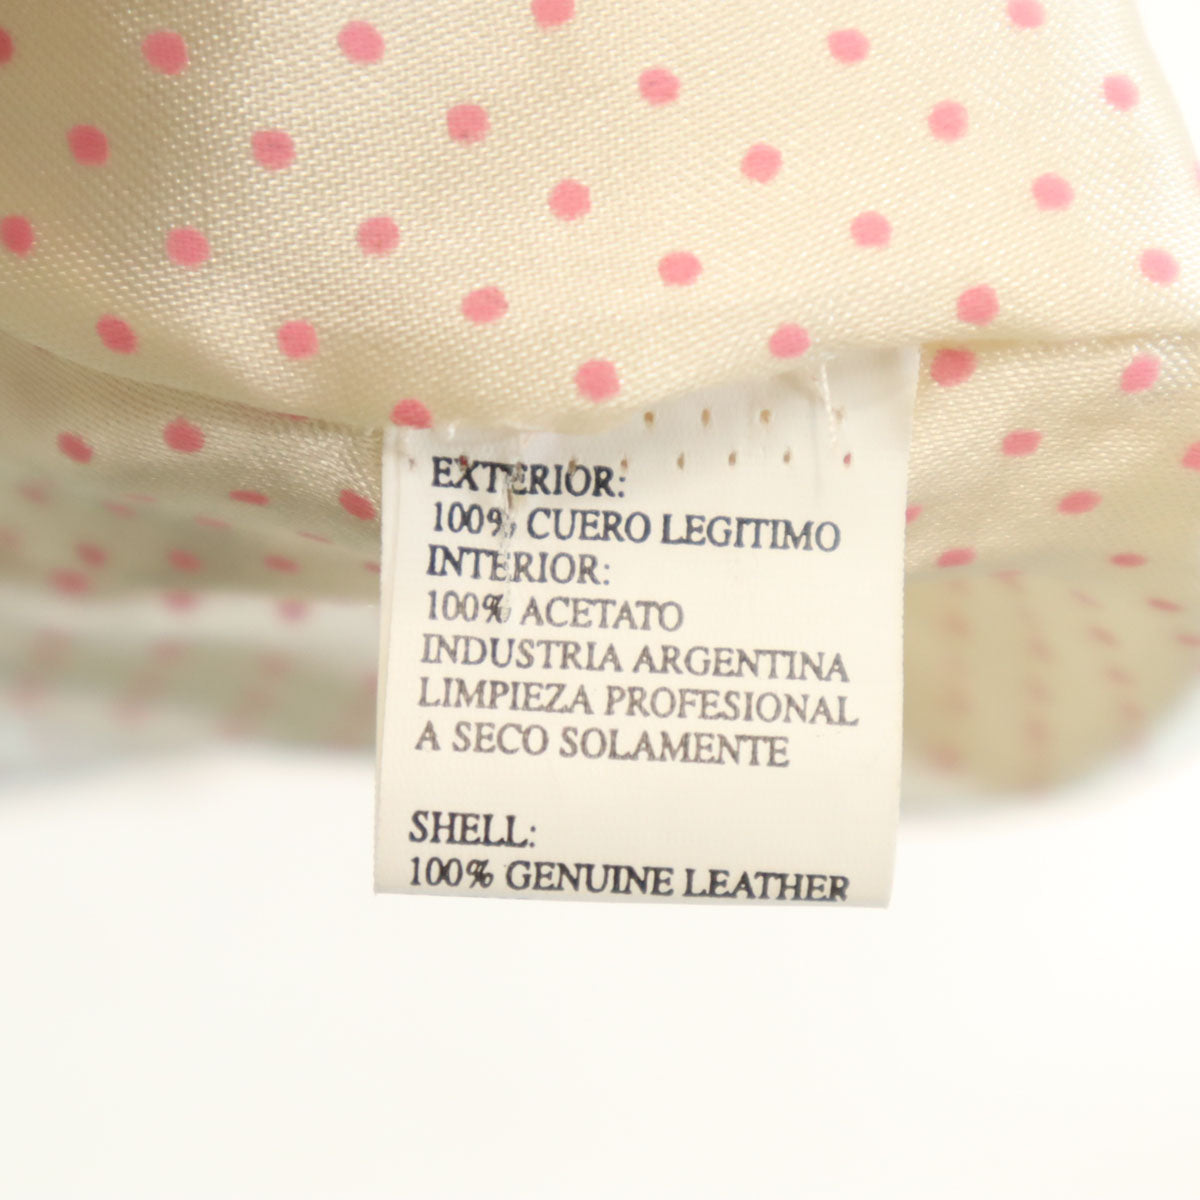 EXTERIOR:
100% CUERO LEGITIMO
INTERIOR:
100% ACETATO
INDUSTRIA ARGENTINA
LIMPIEZA PROFESIONAL
A SECO SOLAMENTE
SHELL:
100% GENUINE LEATHER